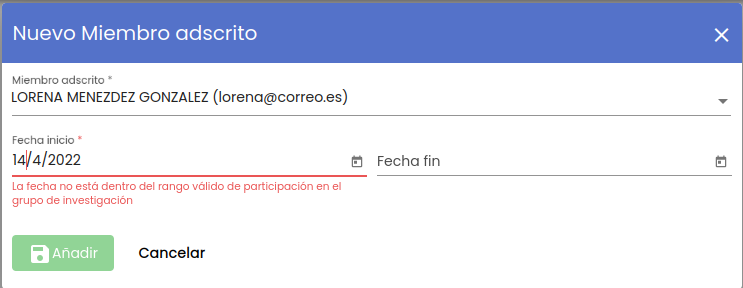 Nuevo Miembro adscrito
Miembro adscrito *
LORENA MENEZDEZ GONZALEZ (lorena@correo.es)
Fecha inicio *
14/4/2022
Fecha fin
La fecha no está dentro del rango válido de participación en el
grupo de investigación
Añadir
Cancelar